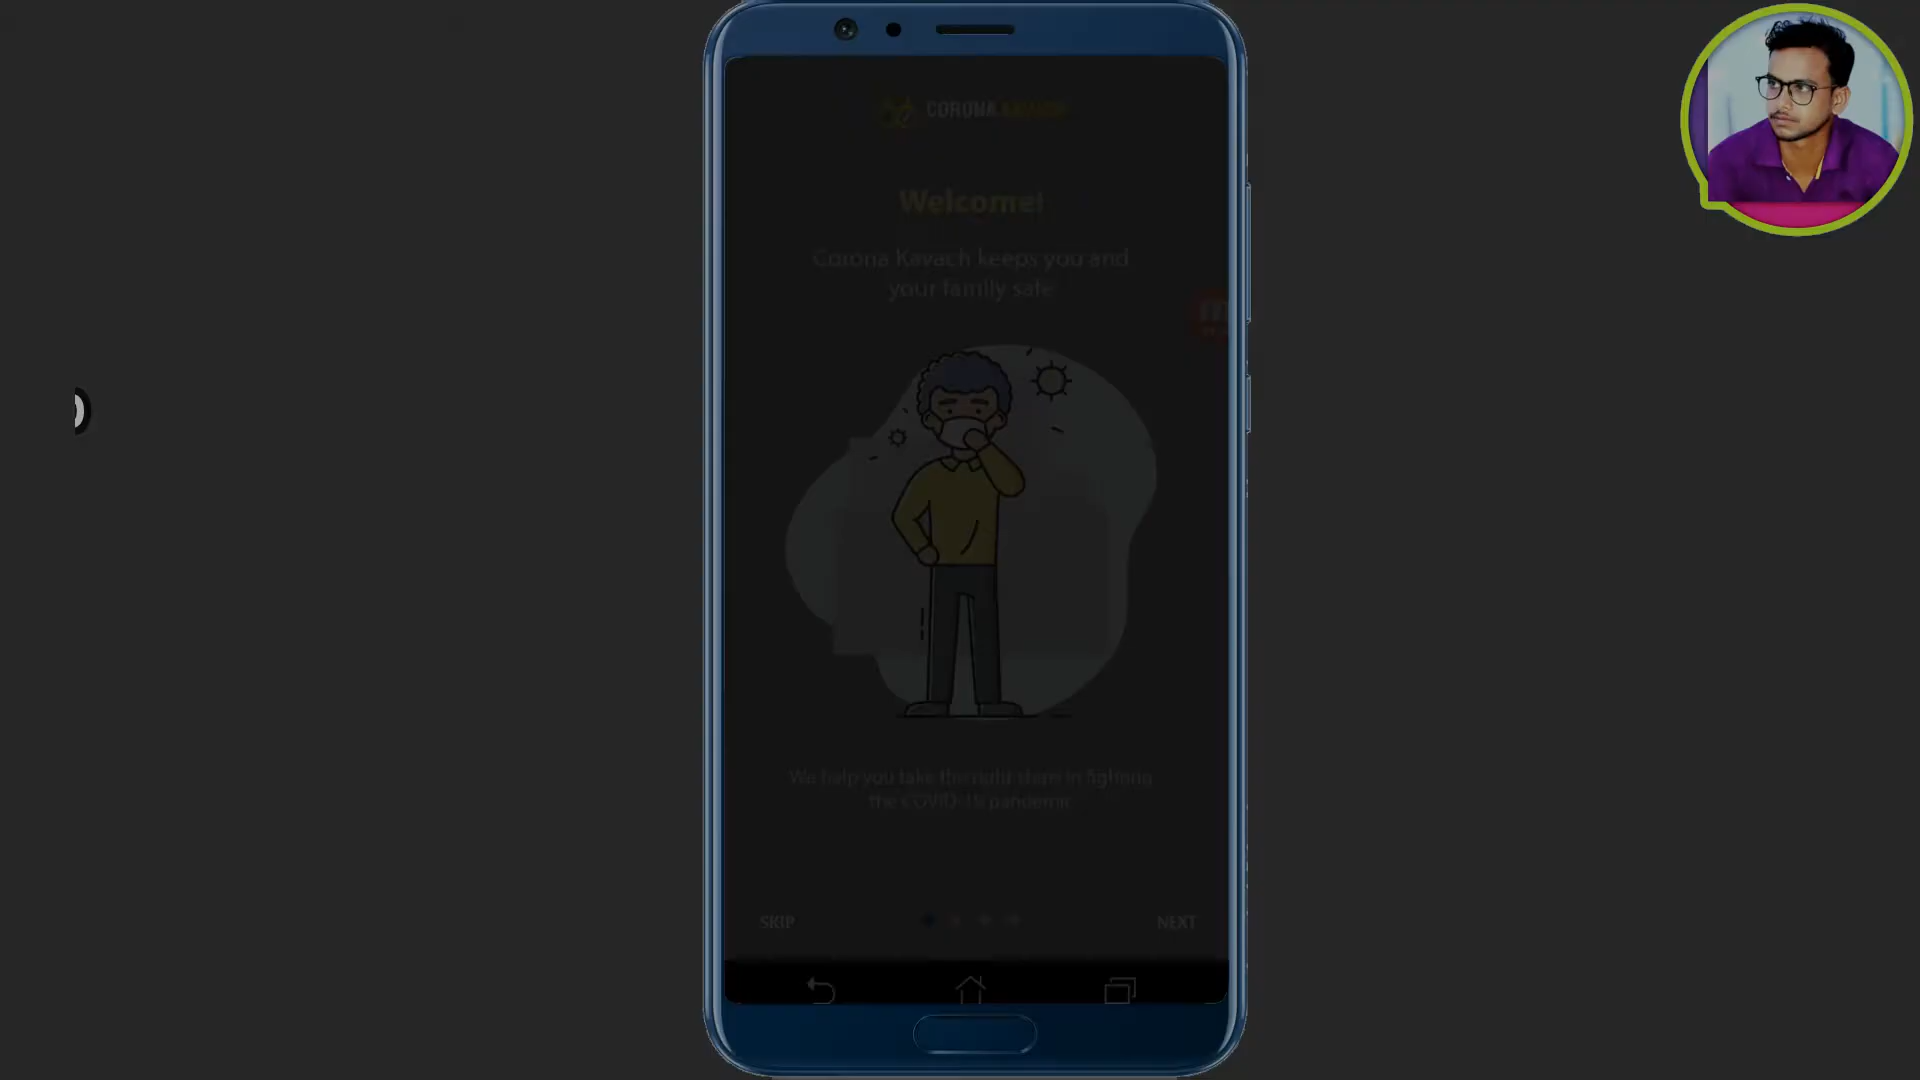 CORONA KAVACH
Welcome!
Corona Kavach keeps you and
your family safe
We help you take the right steps in fighting
the COVID-19 pandemic
SKIP
NEXT